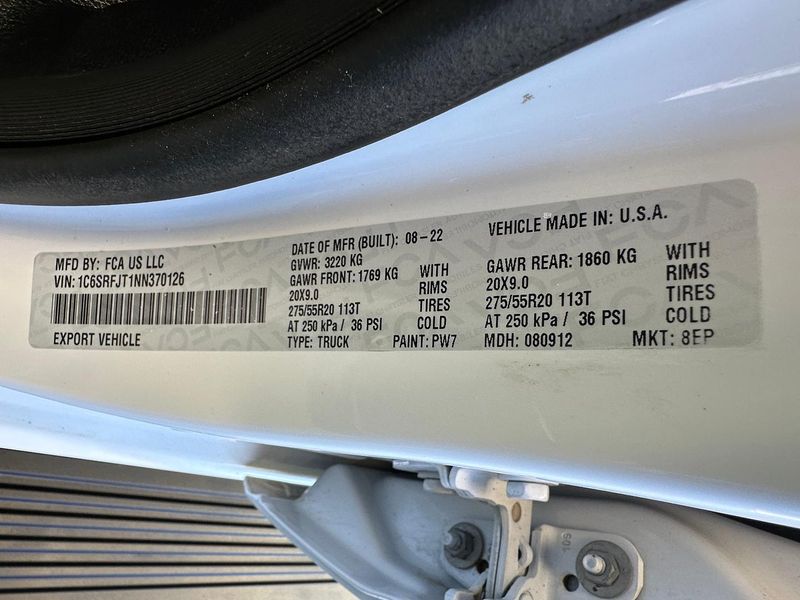 MFD BY: FCA US LLC
VIN: 1C6SRFJT1NN370126
EXPORT VEHICLE
DATE OF MFR (BUILT): 08-22
GVWR: 3220 KG
GAWR FRONT: 1769 KG WITH
20X9.0 RIMS
275/55R20 113T TIRES
AT 250 kPa / 36 PSI COLD
TYPE: TRUCK PAINT: PW7
VEHICLE MADE IN: U.S.A.
GAWR REAR: 1860 KG WITH
20X9.0 RIMS
275/55R20 113T TIRES
AT 250 kPa / 36 PSI COLD
MDH: 080912 MKT: 8EP
109